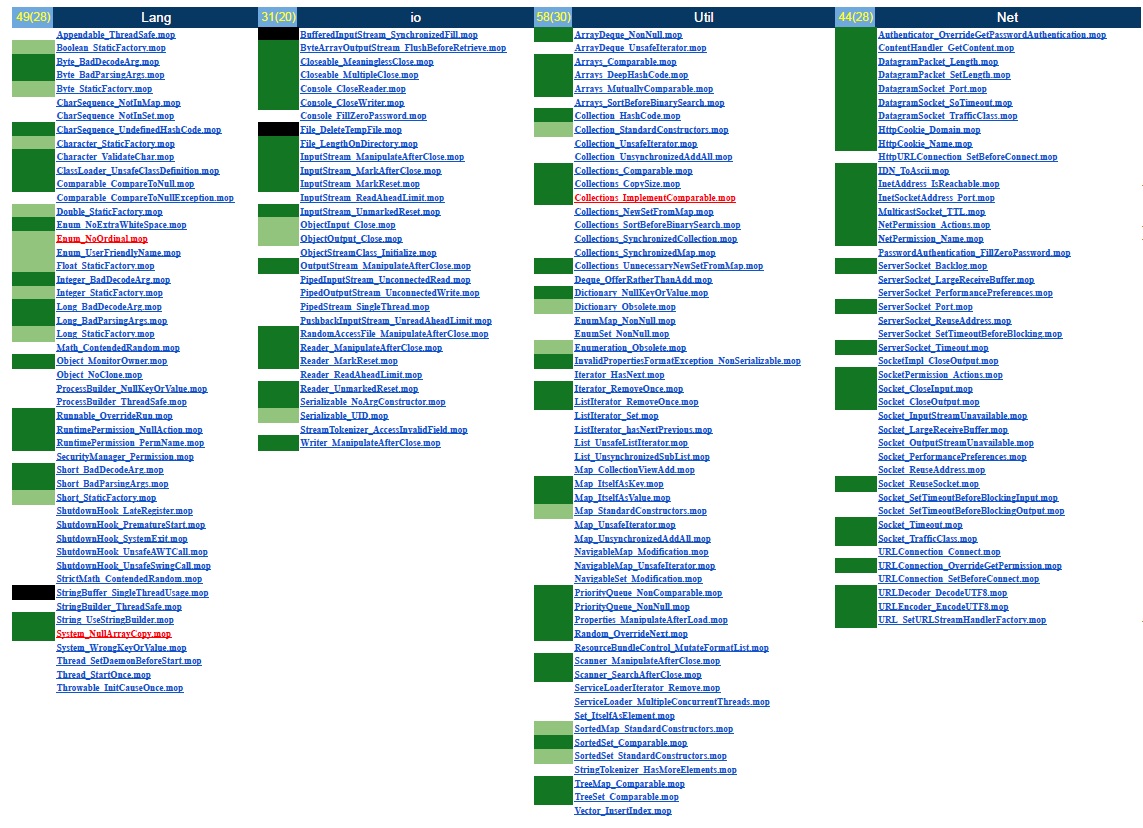 49(28) Lang
Appendable_ThreadSafe.mop
Boolean_StaticFactory.mop
Byte_BadDecodeArg.mop
Byte_BadParsingArgs.mop
Byte_StaticFactory.mop
CharSequence_NotInMap.mop
CharSequence_NotInSet.mop
CharSequence_UndefinedHashCode.mop
Character_StaticFactory.mop
Character_ValidateChar.mop
ClassLoader_UnsafeClassDefinition.mop
Comparable_CompareToNull.mop
Comparable_CompareToNullException.mop
Double_StaticFactory.mop
Enum_NoExtraWhiteSpace.mop
Enum_NoOrdinal.mop
Enum_UserFriendlyName.mop
Float_StaticFactory.mop
Integer_BadDecodeArg.mop
Integer_StaticFactory.mop
Long_BadDecodeArg.mop
Long_BadParsingArgs.mop
Long_StaticFactory.mop
Math_ContendedRandom.mop
Object_MonitorOwner.mop
Object_NoClone.mop
ProcessBuilder_NullKeyOrValue.mop
ProcessBuilder_ThreadSafe.mop
Runnable_OverrideRun.mop
RuntimePermission_NullAction.mop
RuntimePermission_PermName.mop
SecurityManager_Permission.mop
Short_BadDecodeArg.mop
Short_BadParsingArgs.mop
Short_StaticFactory.mop
ShutdownHook_LateRegister.mop
ShutdownHook_PrematureStart.mop
ShutdownHook_SystemExit.mop
ShutdownHook_UnsafeAWTCall.mop
ShutdownHook_UnsafeSwingCall.mop
StrictMath_ContendedRandom.mop
StringBuffer_SingleThreadUsage.mop
StringBuilder_ThreadSafe.mop
String_UseStringBuilder.mop
System_NullArrayCopy.mop
System_WrongKeyOrValue.mop
Thread_SetDaemonBeforeStart.mop
Thread_StartOnce.mop
Throwable_InitCauseOnce.mop
31(20) io
BufferedInputStream_SynchronizedFill.mop
ByteArrayOutputStream_FlushBeforeRetrieve.mop
Closeable_MeaninglessClose.mop
Closeable_MultipleClose.mop
Console_CloseReader.mop
Console_CloseWriter.mop
Console_FillZeroPassword.mop
File_DeleteTempFile.mop
File_LengthOnDirectory.mop
InputStream_ManipulateAfterClose.mop
InputStream_MarkAfterClose.mop
InputStream_MarkReset.mop
InputStream_ReadAheadLimit.mop
InputStream_UnmarkedReset.mop
ObjectInput_Close.mop
ObjectOutput_Close.mop
ObjectStreamClass_Initialize.mop
OutputStream_ManipulateAfterClose.mop
PipedInputStream_UnconnectedRead.mop
PipedOutputStream_UnconnectedWrite.mop
PipedStream_SingleThread.mop
PushbackInputStream_UnreadAheadLimit.mop
RandomAccessFile_ManipulateAfterClose.mop
Reader_ManipulateAfterClose.mop
Reader_MarkReset.mop
Reader_ReadAheadLimit.mop
Reader_UnmarkedReset.mop
Serializable_NoArgConstructor.mop
Serializable_UID.mop
StreamTokenizer_AccessInvalidField.mop
Writer_ManipulateAfterClose.mop
58(30) Util
ArrayDeque_NonNull.mop
ArrayDeque_UnsafeIterator.mop
Arrays_Comparable.mop
Arrays_DeepHashCode.mop
Arrays_MutuallyComparable.mop
Arrays_SortBeforeBinarySearch.mop
Collection_HashCode.mop
Collection_StandardConstructors.mop
Collection_UnsafeIterator.mop
Collection_UnsynchronizedAddAll.mop
Collections_Comparable.mop
Collections_CopySize.mop
Collections_ImplementComparable.mop
Collections_NewSetFromMap.mop
Collections_SortBeforeBinarySearch.mop
Collections_SynchronizedCollection.mop
Collections_SynchronizedMap.mop
Collections_UnnecessaryNewSetFromMap.mop
Deque_OfferRatherThanAdd.mop
Dictionary_NullKeyOrValue.mop
Dictionary_Obsolete.mop
EnumMap_NonNull.mop
EnumSet_NonNull.mop
Enumeration_Obsolete.mop
InvalidPropertiesFormatException_NonSerializable.mop
Iterator_HasNext.mop
Iterator_RemoveOnce.mop
ListIterator_RemoveOnce.mop
ListIterator_Set.mop
ListIterator_hasNextPrevious.mop
List_UnsafeListIterator.mop
List_UnsynchronizedSubList.mop
Map_CollectionViewAdd.mop
Map_ItselfAsKey.mop
Map_ItselfAsValue.mop
Map_StandardConstructors.mop
Map_UnsafeIterator.mop
Map_UnsynchronizedAddAll.mop
NavigableMap_Modification.mop
NavigableMap_UnsafeIterator.mop
NavigableSet_Modification.mop
PriorityQueue_NonComparable.mop
PriorityQueue_NonNull.mop
Properties_ManipulateAfterLoad.mop
Random_OverrideNext.mop
ResourceBundleControl_MutateFormatList.mop
Scanner_ManipulateAfterClose.mop
Scanner_SearchAfterClose.mop
ServiceLoaderIterator_Remove.mop
ServiceLoader_MultipleConcurrentThreads.mop
Set_ItselfAsElement.mop
SortedMap_StandardConstructors.mop
SortedSet_Comparable.mop
SortedSet_StandardConstructors.mop
StringTokenizer_HasMoreElements.mop
TreeMap_Comparable.mop
TreeSet_Comparable.mop
Vector_InsertIndex.mop
44(28) Net
Authenticator_OverrideGetPasswordAuthentication.mop
ContentHandler_GetContent.mop
DatagramPacket_Length.mop
DatagramPacket_SetLength.mop
DatagramSocket_Port.mop
DatagramSocket_SoTimeout.mop
DatagramSocket_TrafficClass.mop
HttpCookie_Domain.mop
HttpCookie_Name.mop
HttpURLConnection_SetBeforeConnect.mop
IDN_ToAscii.mop
InetAddress_IsReachable.mop
InetSocketAddress_Port.mop
MulticastSocket_TTL.mop
NetPermission_Actions.mop
NetPermission_Name.mop
PasswordAuthentication_FillZeroPassword.mop
ServerSocket_Backlog.mop
ServerSocket_LargeReceiveBuffer.mop
ServerSocket_PerformancePreferences.mop
ServerSocket_Port.mop
ServerSocket_ReuseAddress.mop
ServerSocket_SetTimeoutBeforeBlocking.mop
ServerSocket_Timeout.mop
SocketImpl_CloseOutput.mop
SocketPermission_Actions.mop
Socket_CloseInput.mop
Socket_CloseOutput.mop
Socket_InputStreamUnavailable.mop
Socket_LargeReceiveBuffer.mop
Socket_OutputStreamUnavailable.mop
Socket_PerformancePreferences.mop
Socket_ReuseAddress.mop
Socket_ReuseSocket.mop
Socket_SetTimeoutBeforeBlockingInput.mop
Socket_SetTimeoutBeforeBlockingOutput.mop
Socket_Timeout.mop
Socket_TrafficClass.mop
URLConnection_Connect.mop
URLConnection_OverrideGetPermission.mop
URLConnection_SetBeforeConnect.mop
URLDecoder_DecodeUTF8.mop
URLEncoder_EncodeUTF8.mop
URL_SetURLStreamHandlerFactory.mop